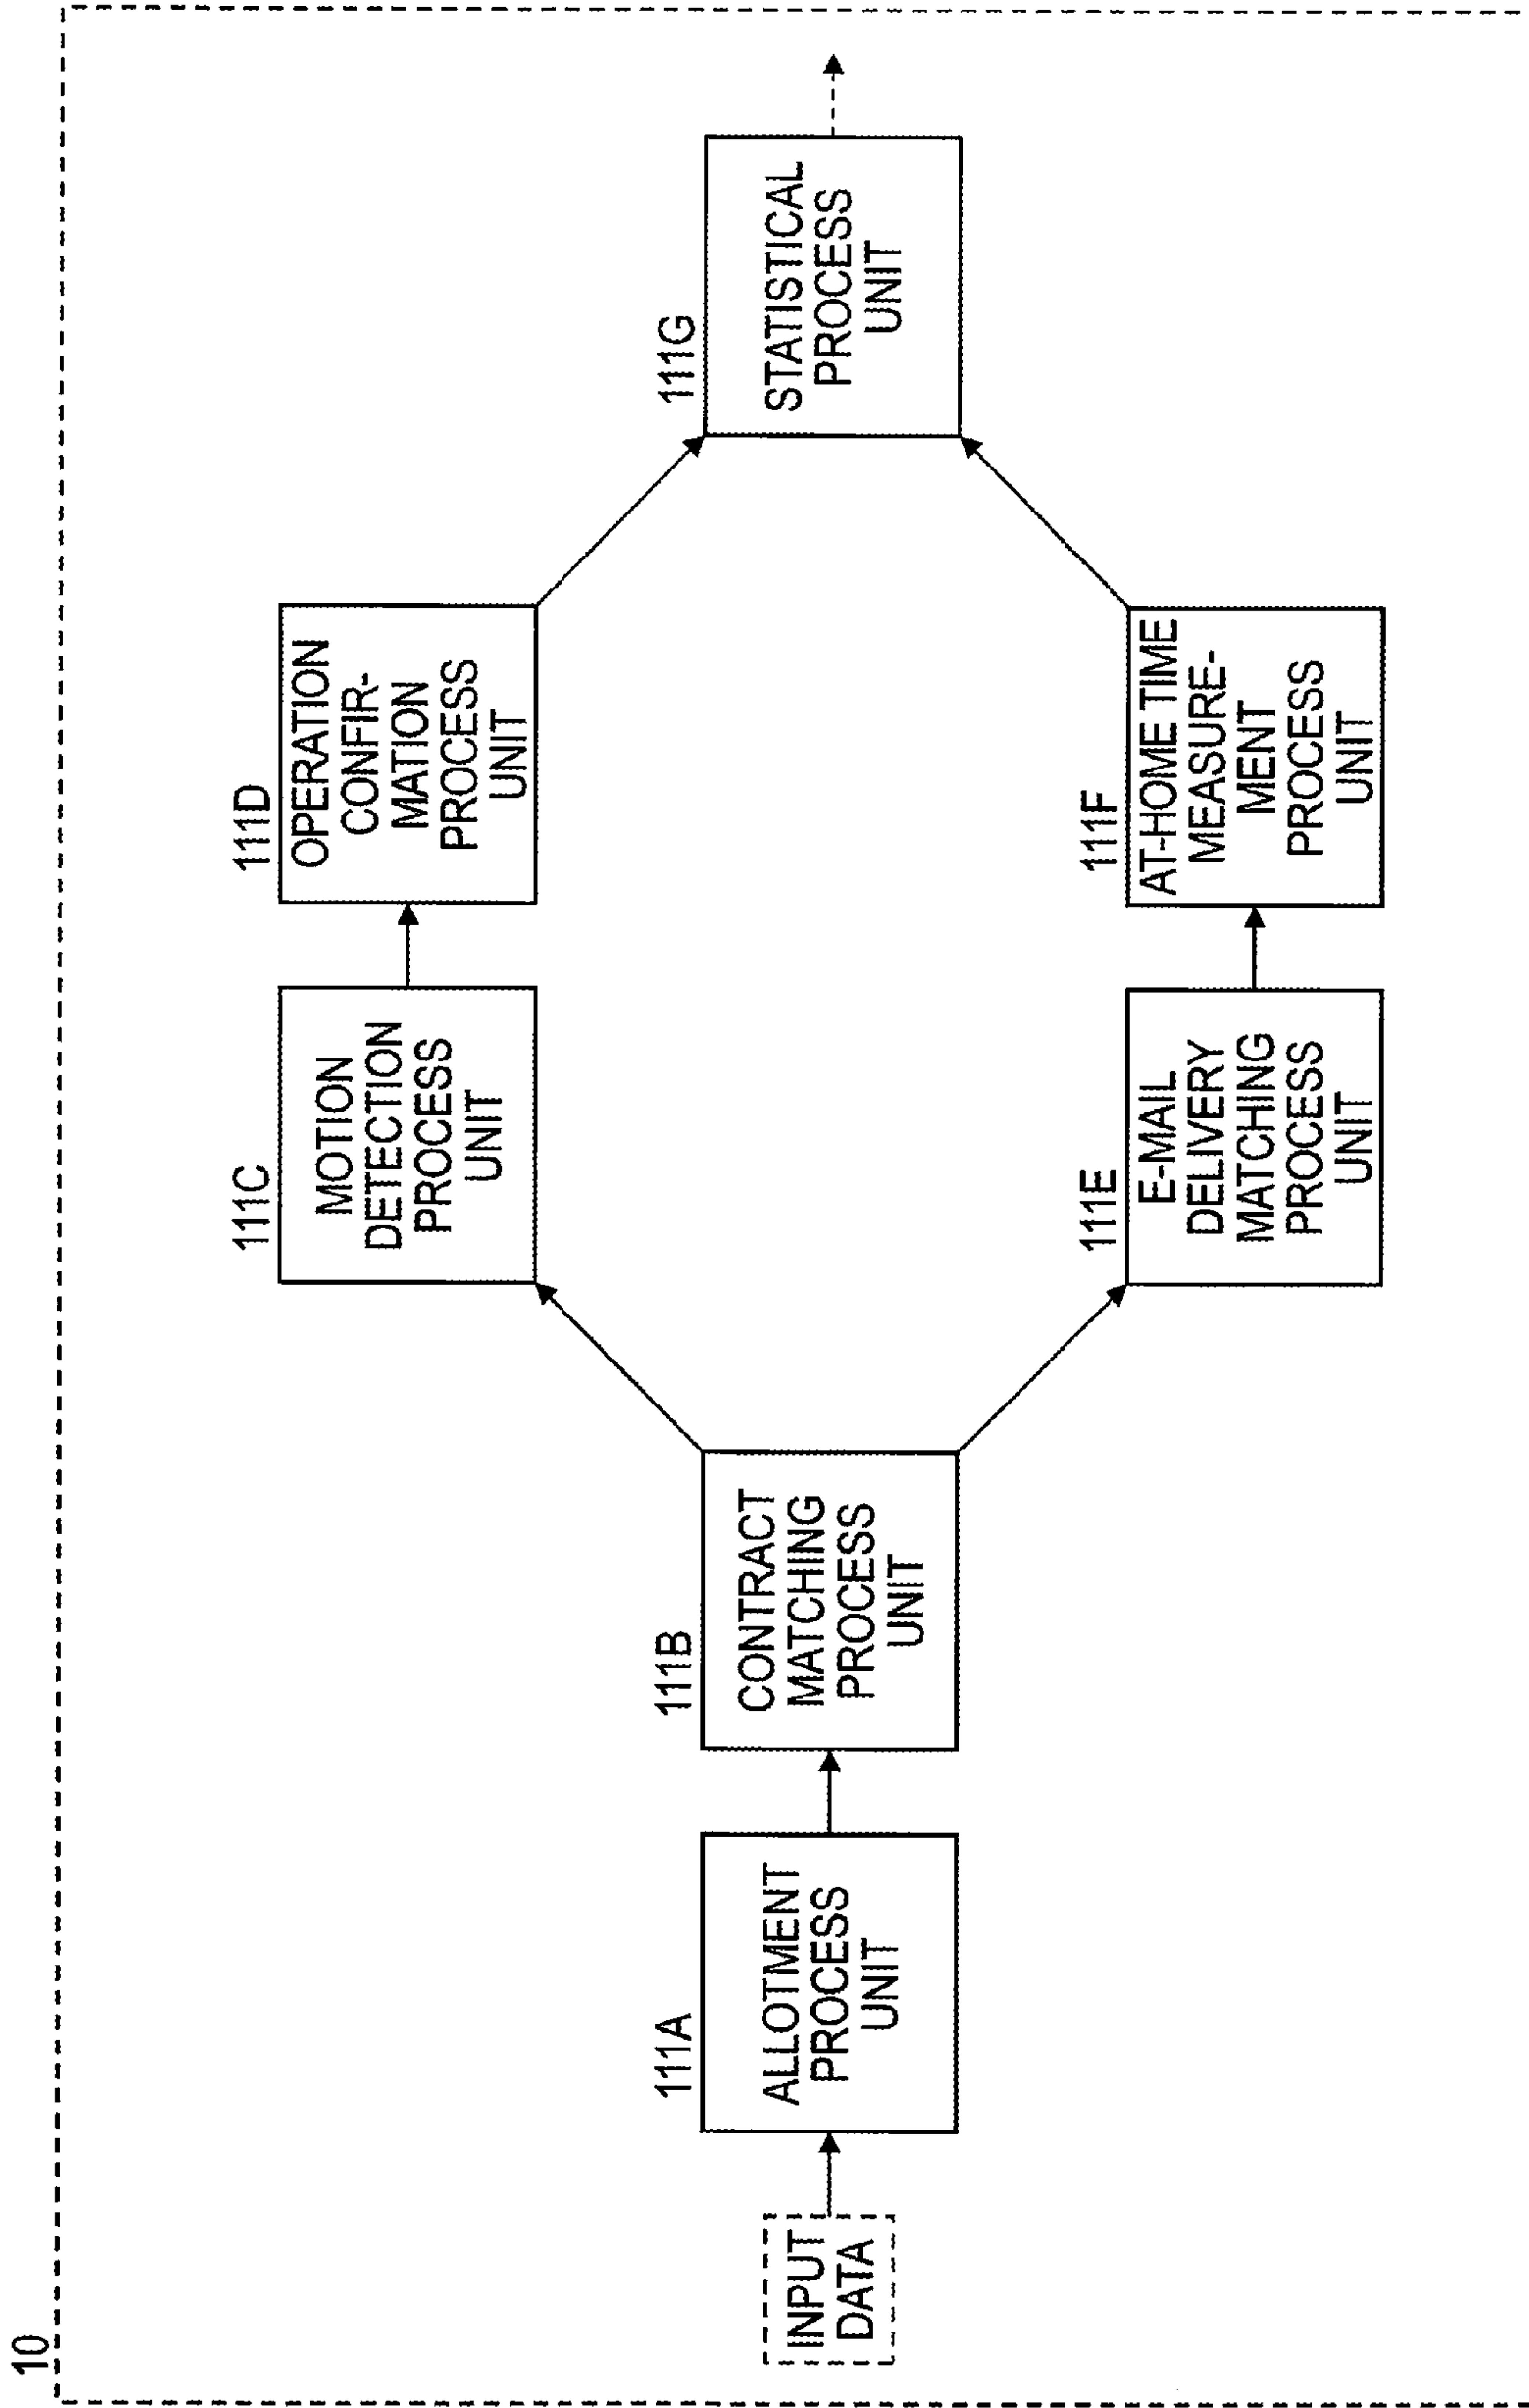 10
INPUT
DATA
111A
ALLOTMENT
PROCESS
UNIT
111B
CONTRACT
MATCHING
PROCESS
UNIT
111C
MOTION
DETECTION
PROCESS
UNIT
111D
OPERATION
CONFIR-
MATION
PROCESS
UNIT
111E
E-MAIL
DELIVERY
MATCHING
PROCESS
UNIT
111F
AT-HOME TIME
MEASURE-
MENT
PROCESS
UNIT
111G
STATISTICAL
PROCESS
UNIT